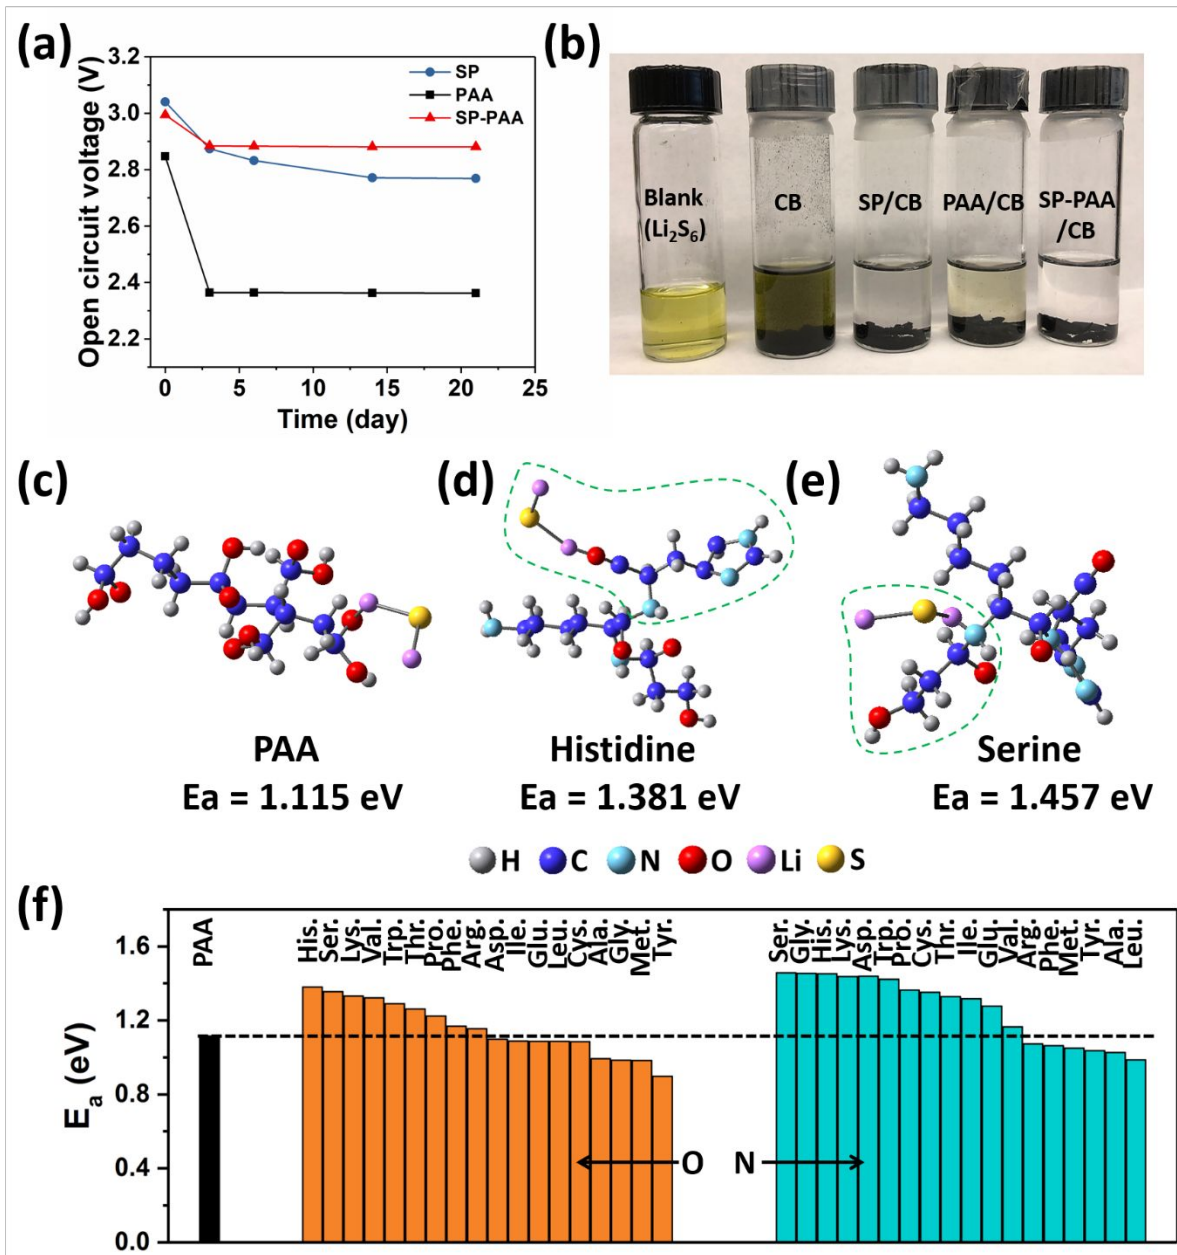 (a)
3.2
3.0
2.8
2.6
2.4
2.2
Open circuit voltage (V)
0
5
10
15
20
25
Time (day)
SP
PAA
SP-PAA
(b)
Blank
(Li₂S₆)
CB
SP/CB
PAA/CB
SP-PAA
/CB
(c)
PAA
Ea = 1.115 eV
(d)
Histidine
Ea = 1.381 eV
(e)
Serine
Ea = 1.457 eV
H
C
N
O
Li
S
(f)
1.6
1.2
0.8
0.4
0.0
Eₐ (eV)
PAA
His.
Ser.
Lys.
Val.
Trp.
Thr.
Pro.
Phe.
Arg.
Asp.
Ile.
Glu.
Leu.
Cys.
Ala.
Gly.
Met.
Tyr.
O
N
Ser.
Gly.
His.
Lys.
Asp.
Trp.
Pro.
Cys.
Thr.
Ile.
Glu.
Val.
Arg.
Phe.
Met.
Tyr.
Ala.
Leu.